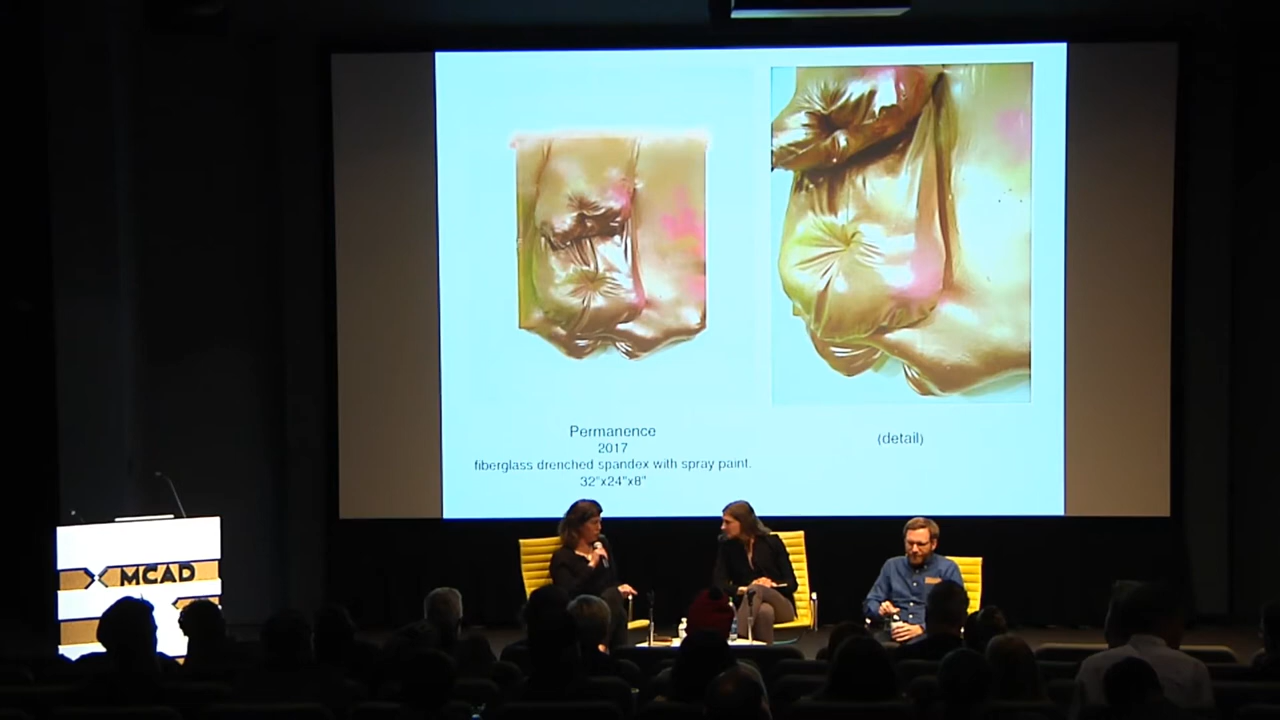 Permanence
2017
fiberglass drenched spandex with spray paint.
32"x24"x8"
(detail)
MCAD